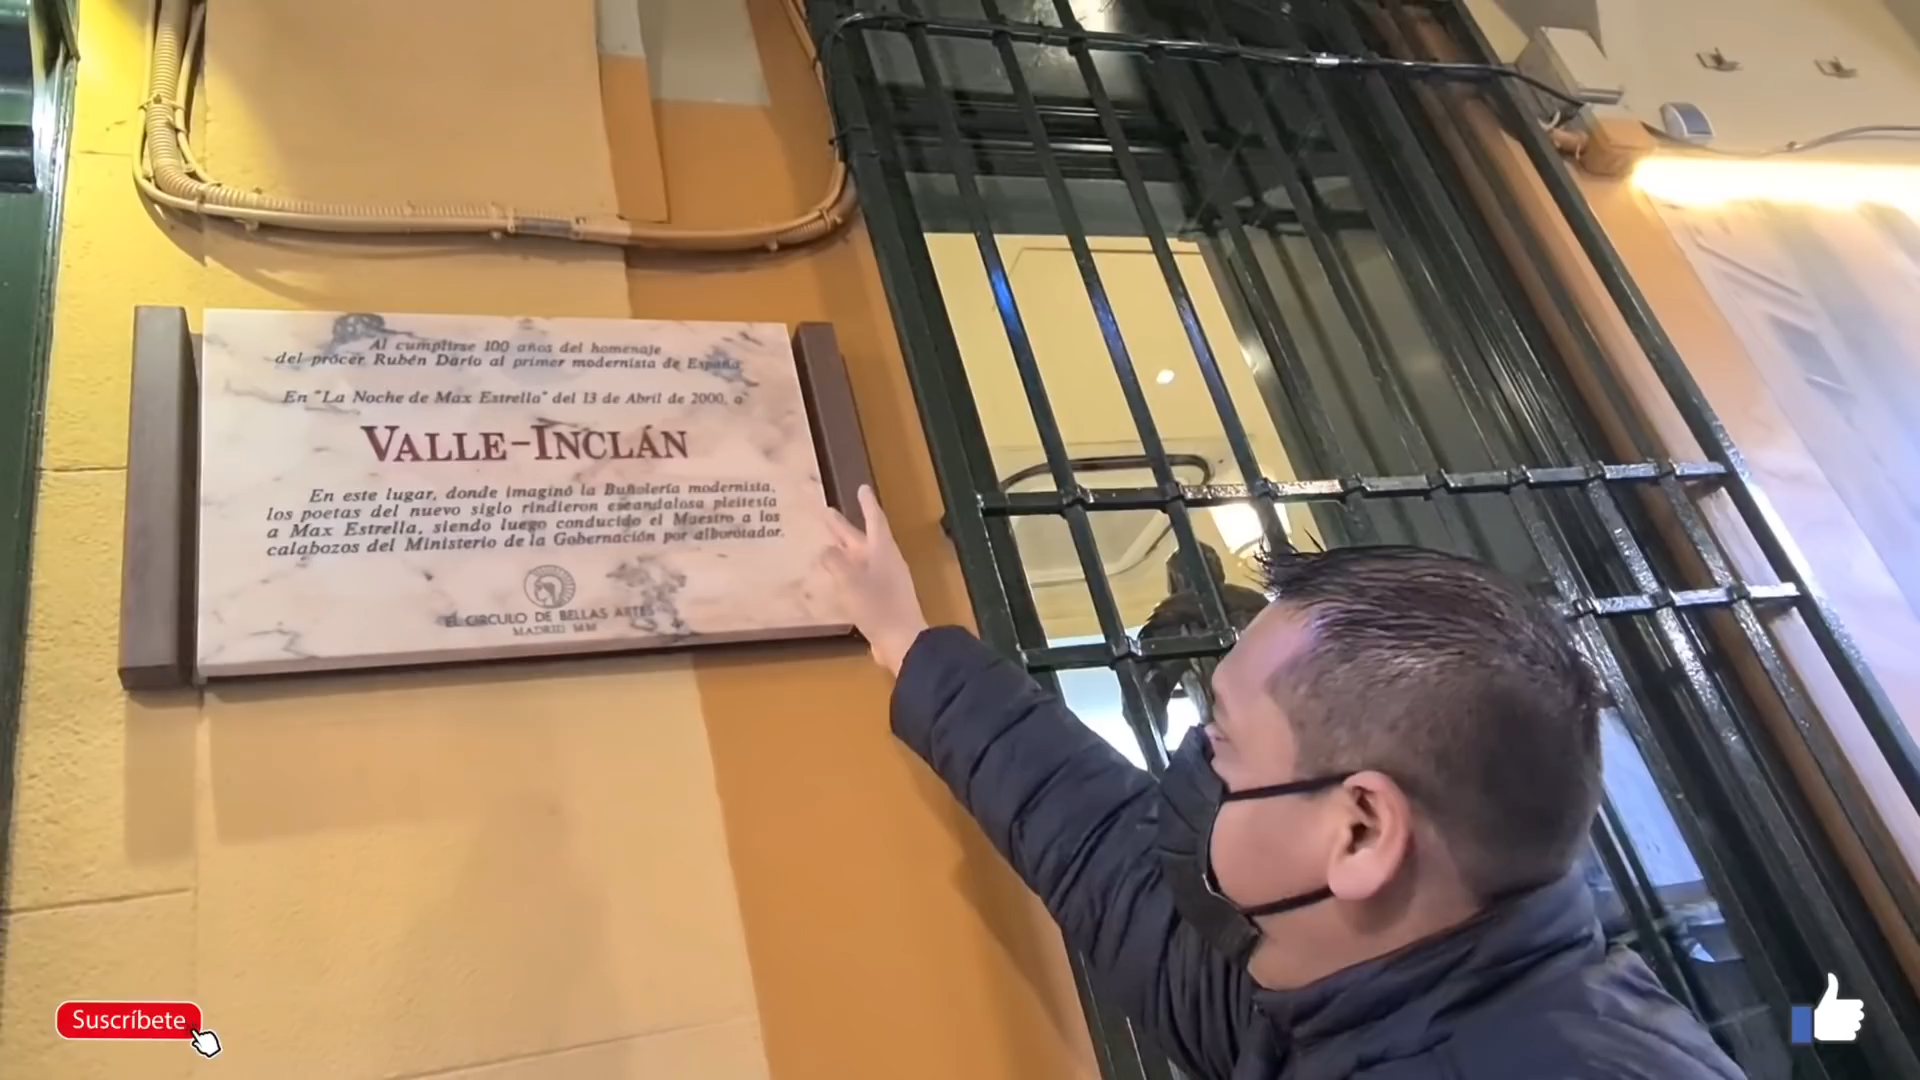 Al cumplirse 100 años del homenaje
del prócer Rubén Darío al primer modernista de España
En "La Noche de Max Estrella" del 13 de Abril de 2000, a
VALLE-INCLÁN
En este lugar, donde imaginó la Buñolería modernista,
los poetas del nuevo siglo rindieron escandalosa pleitesía
a Max Estrella, siendo luego conducido el Maestro a los
calabozos del Ministerio de la Gobernación por alborotador.
EL CIRCULO DE BELLAS ARTES
MADRID MM
Suscríbete